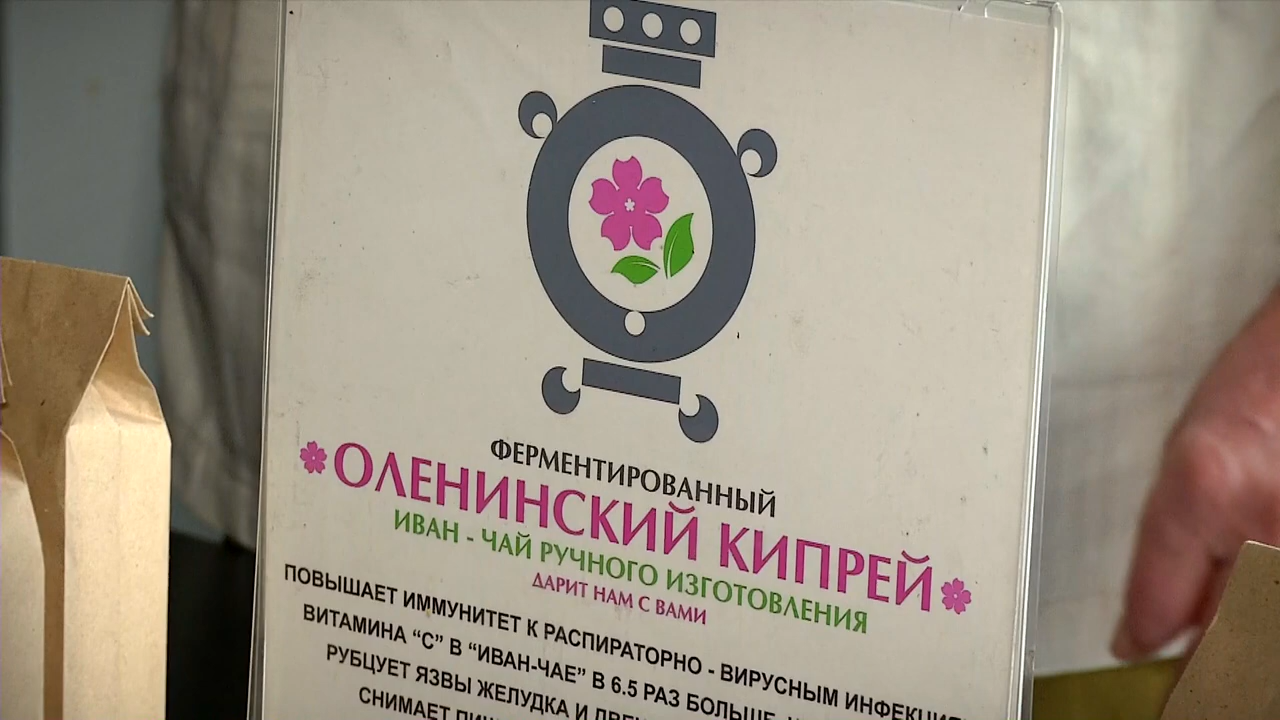 ФЕРМЕНТИРОВАННЫЙ
ОЛЕНИНСКИЙ КИПРЕЙ
ИВАН - ЧАЙ РУЧНОГО ИЗГОТОВЛЕНИЯ
ДАРИТ НАМ С ВАМИ
ПОВЫШАЕТ ИММУНИТЕТ К РАСПИРАТОРНО - ВИРУСНЫМ
ВИТАМИНА “С” В “ИВАН-ЧАЕ” В 6.5 РАЗ БОЛЬШЕ,
РУБЦУЕТ ЯЗВЫ ЖЕЛУДКА И
СНИМАЕТ